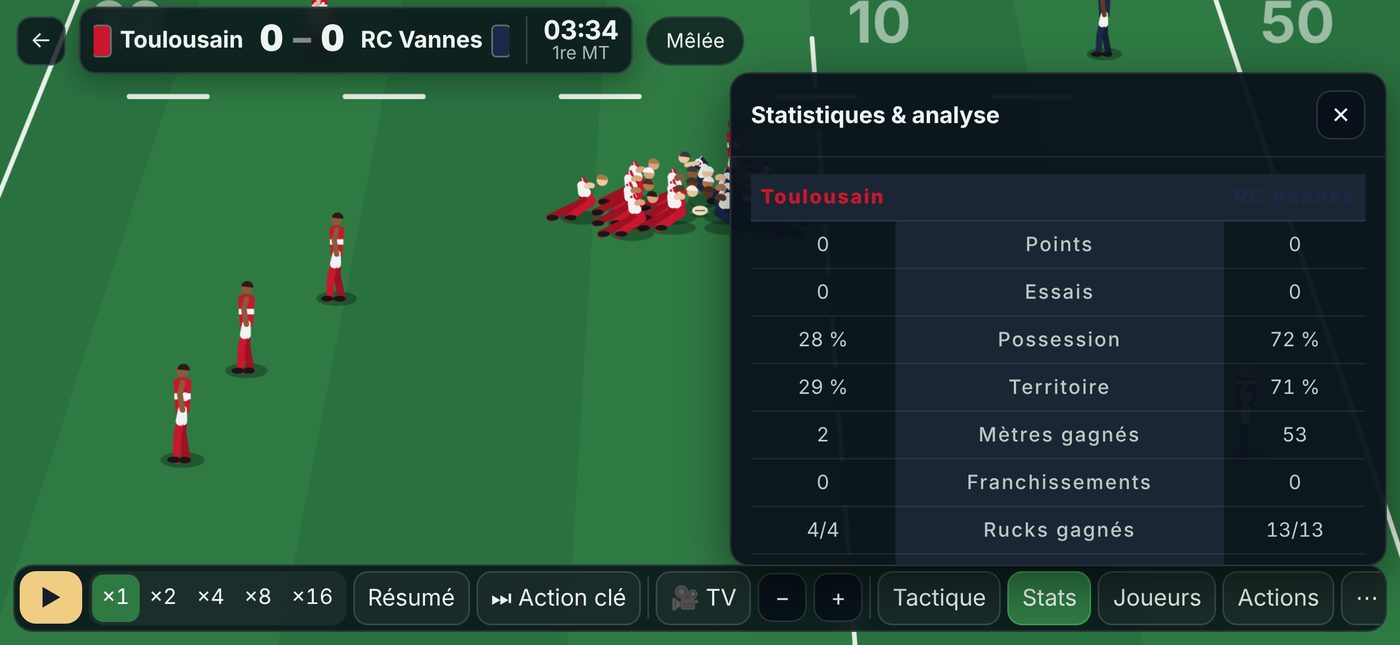 ← Toulousain 0 – 0 RC Vannes 03:34 1re MT Mêlée
10
50
Statistiques & analyse ✕
Toulousain RC Vannes
0 Points 0
0 Essais 0
28 % Possession 72 %
29 % Territoire 71 %
2 Mètres gagnés 53
0 Franchissements 0
4/4 Rucks gagnés 13/13
×1 ×2 ×4 ×8 ×16 Résumé ⏭ Action clé 🎥 TV − + Tactique Stats Joueurs Actions ⋯